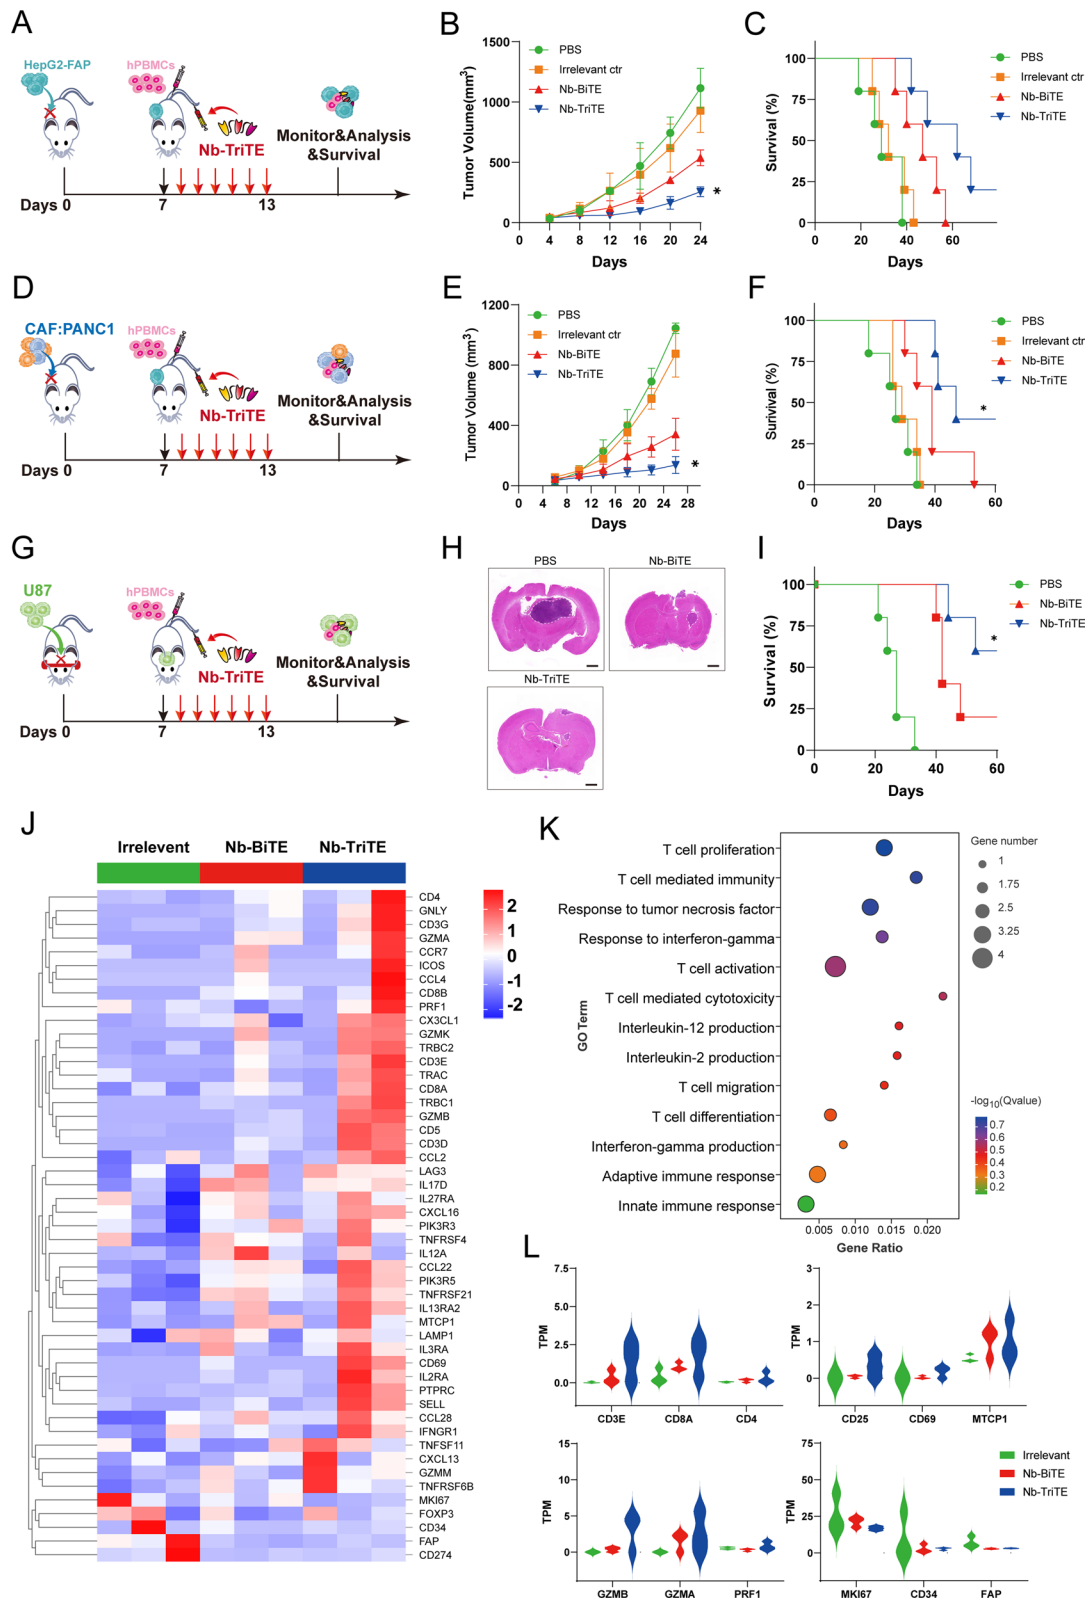 A
HepG2-FAP
hPBMCs
Nb-TriTE
Monitor&Analysis
&Survival
Days 0
7
13
B
Tumor Volume(mm³)
1500
1000
500
0
0 4 8 12 16 20 24
Days
PBS
Irrelevant ctr
Nb-BiTE
Nb-TriTE
*
C
Survival (%)
100
75
50
25
0
0 20 40 60
Days
PBS
Irrelevant ctr
Nb-BiTE
Nb-TriTE
D
CAF:PANC1
hPBMCs
Nb-TriTE
Monitor&Analysis
&Survival
Days 0
7
13
E
Tumor Volume (mm³)
1200
800
400
0
0 4 8 12 16 20 24 28
Days
PBS
Irrelevant ctr
Nb-BiTE
Nb-TriTE
*
F
Survival (%)
100
75
50
25
0
0 20 40 60
Days
PBS
Irrelevant ctr
Nb-BiTE
Nb-TriTE
*
G
U87
hPBMCs
Nb-TriTE
Monitor&Analysis
&Survival
Days 0
7
13
H
PBS
Nb-BiTE
Nb-TriTE
I
Survival (%)
100
75
50
25
0
0 20 40 60
Days
PBS
Nb-BiTE
Nb-TriTE
*
J
Irrelevent
Nb-BiTE
Nb-TriTE
CD4
GNLY
CD3G
GZMA
CCR7
ICOS
CCL4
CD8B
PRF1
CX3CL1
GZMK
TRBC2
CD3E
TRAC
CD8A
TRBC1
GZMB
CD5
CD3D
CCL2
LAG3
IL17D
IL27RA
CXCL16
PIK3R3
TNFRSF4
IL12A
CCL22
PIK3R5
TNFRSF21
IL13RA2
MTCP1
LAMP1
IL3RA
CD69
IL2RA
PTPRC
SELL
CCL28
IFNGR1
TNFSF11
CXCL13
GZMM
TNFRSF6B
MKI67
FOXP3
CD34
FAP
CD274
2
1
0
-1
-2
K
GO Term
T cell proliferation
T cell mediated immunity
Response to tumor necrosis factor
Response to interferon-gamma
T cell activation
T cell mediated cytotoxicity
Interleukin-12 production
Interleukin-2 production
T cell migration
T cell differentiation
Interferon-gamma production
Adaptive immune response
Innate immune response
0.005 0.010 0.015 0.020
Gene Ratio
Gene number
1
1.75
2.5
3.25
4
-log₁₀(Qvalue)
0.7
0.6
0.5
0.4
0.3
0.2
L
TPM
7.5
5.0
2.5
0.0
CD3E CD8A CD4
TPM
3
2
1
0
CD25 CD69 MTCP1
TPM
15
10
5
0
GZMB GZMA PRF1
TPM
75
50
25
0
MKI67 CD34 FAP
Irrelevant
Nb-BiTE
Nb-TriTE